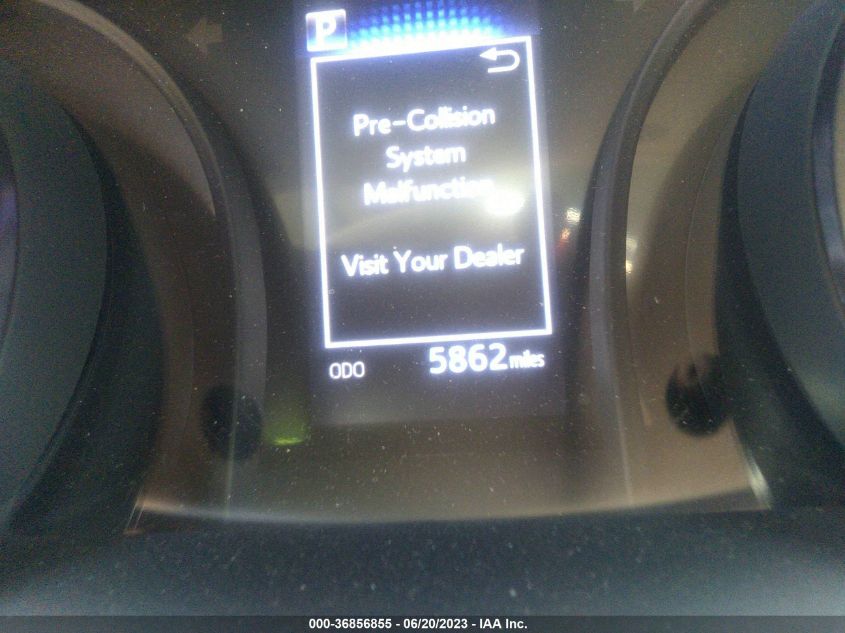 P
Pre-Collision
System
Malfunction
Visit Your Dealer
ODO 5862 miles
000-36856855 - 06/20/2023 - IAA Inc.